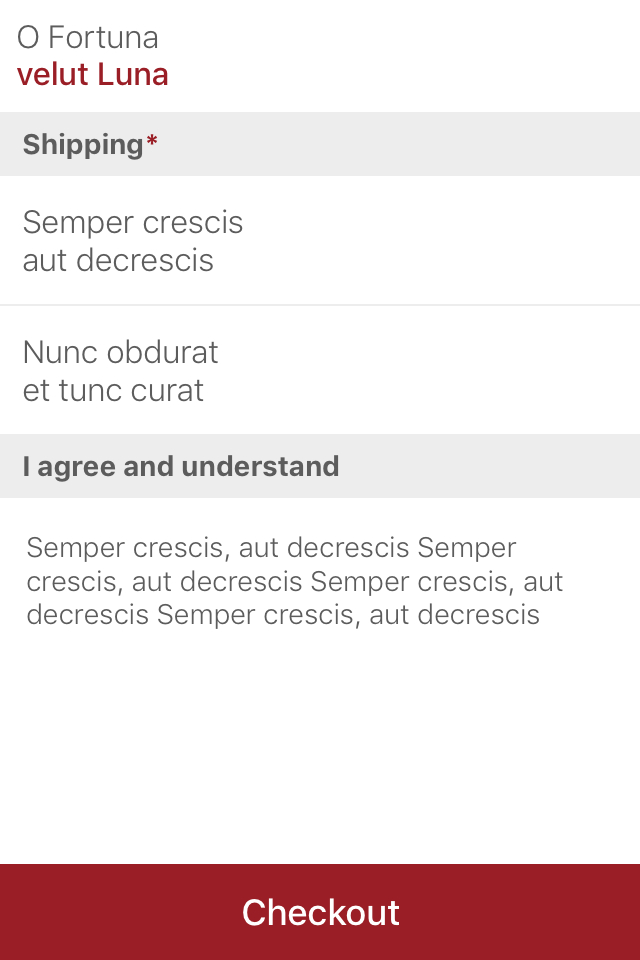 O Fortuna
velut Luna
Shipping*
Semper crescis
aut decrescis
Nunc obdurat
et tunc curat
I agree and understand
Semper crescis, aut decrescis Semper
crescis, aut decrescis Semper crescis, aut
decrescis Semper crescis, aut decrescis
Checkout